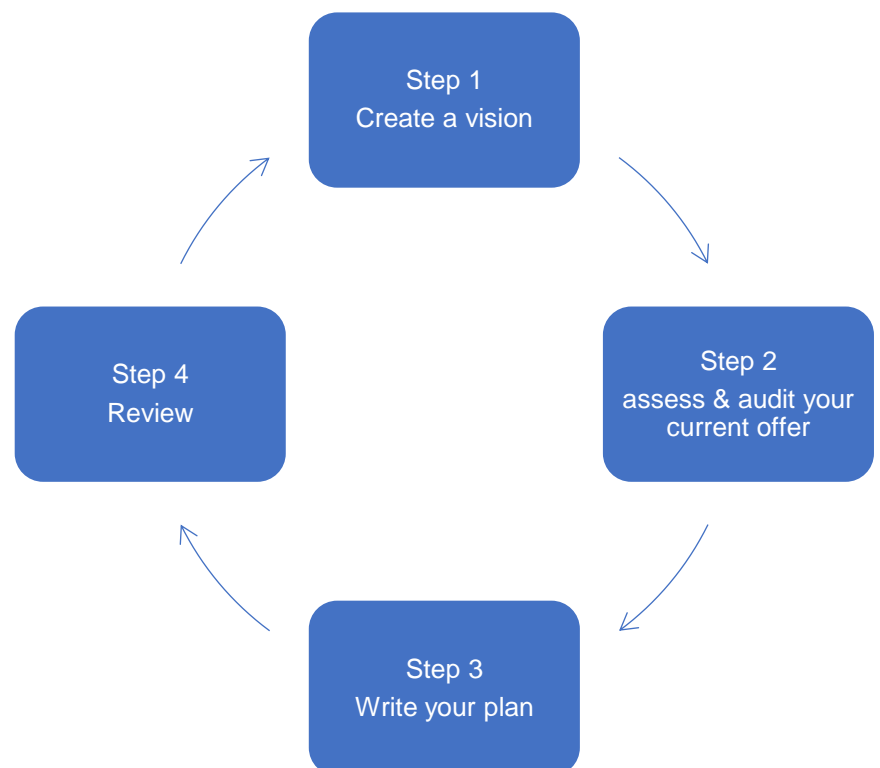 Step 1
Create a vision
Step 2
assess & audit your
current offer
Step 3
Write your plan
Step 4
Review